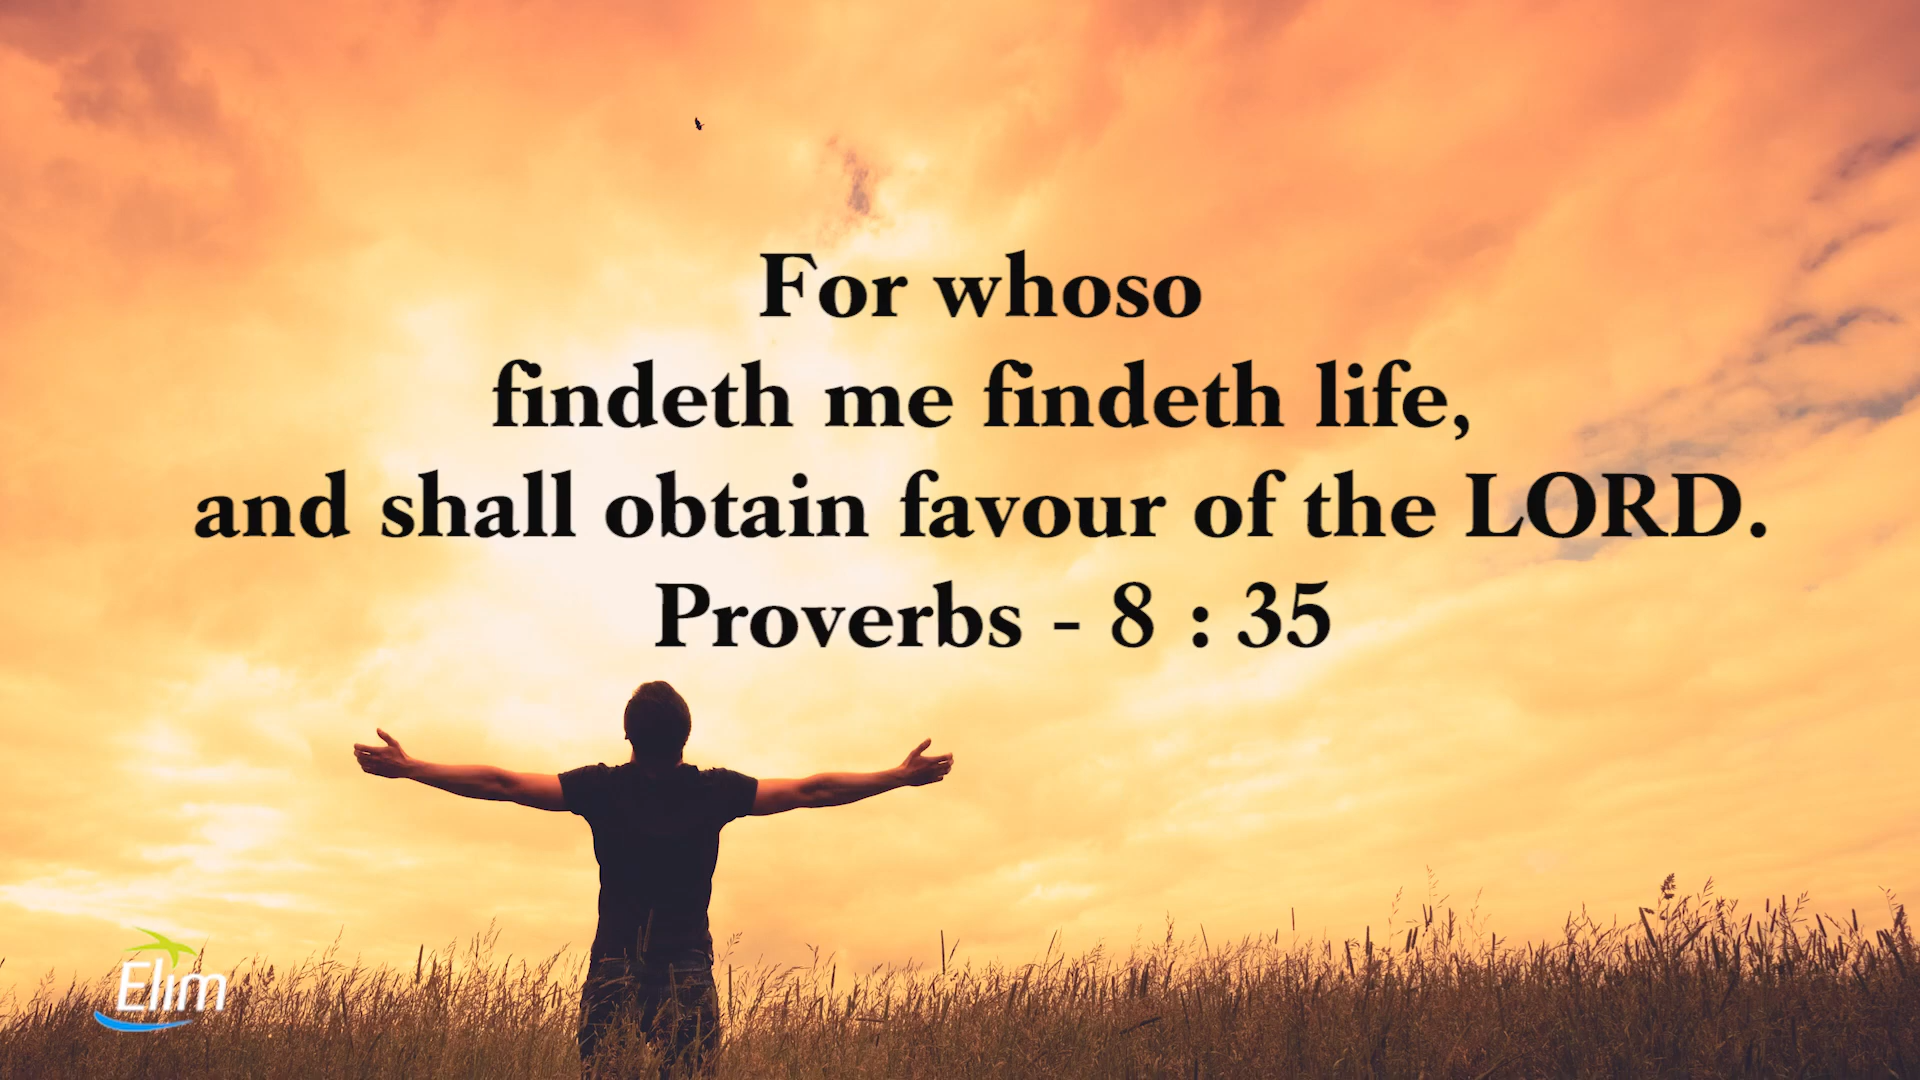 For whoso
findeth me findeth life,
and shall obtain favour of the LORD.
Proverbs - 8 : 35
Elim